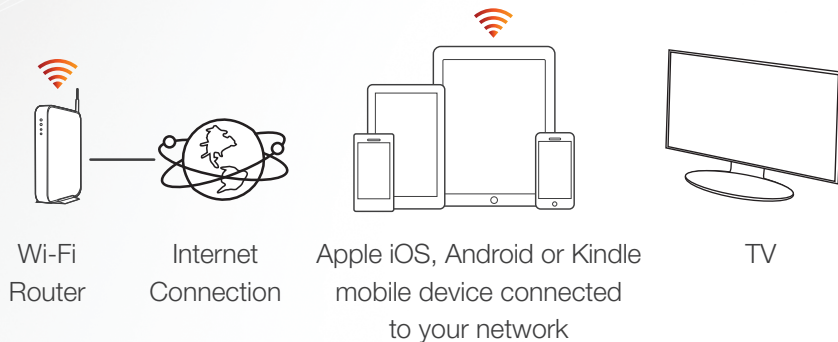 Wi-Fi
Router
Internet
Connection
Apple iOS, Android or Kindle
mobile device connected
to your network
TV